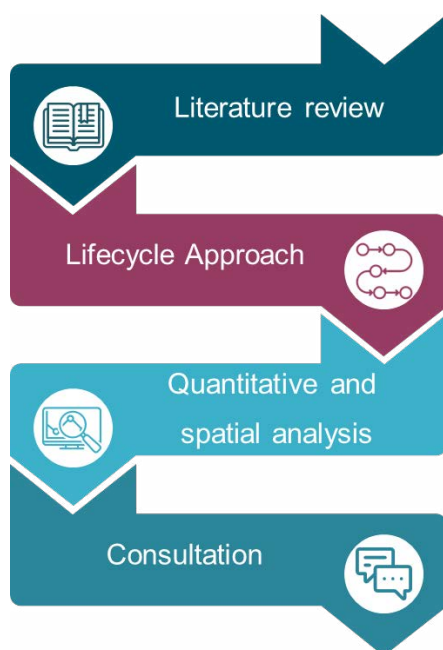 Literature review
Lifecycle Approach
Quantitative and
spatial analysis
Consultation